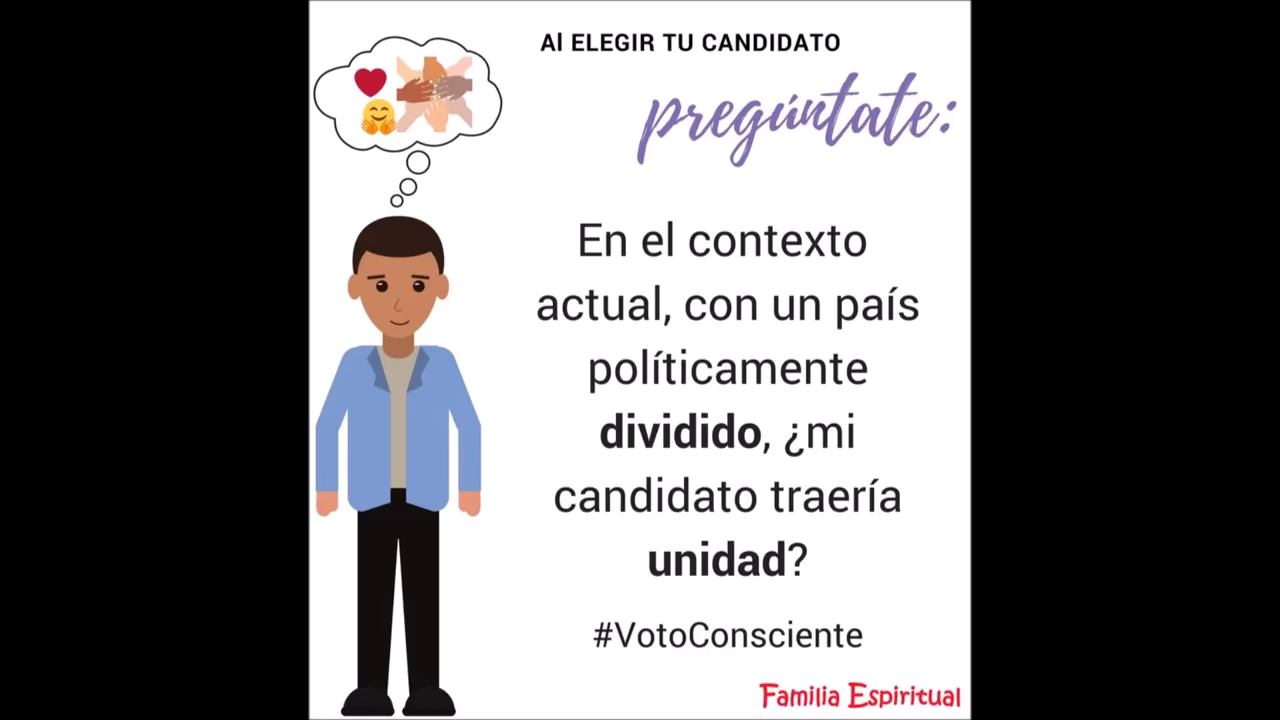 Al ELEGIR TU CANDIDATO
pregúntate:
En el contexto
actual, con un país
políticamente
dividido, ¿mi
candidato traería
unidad?
#VotoConsciente
Familia Espiritual